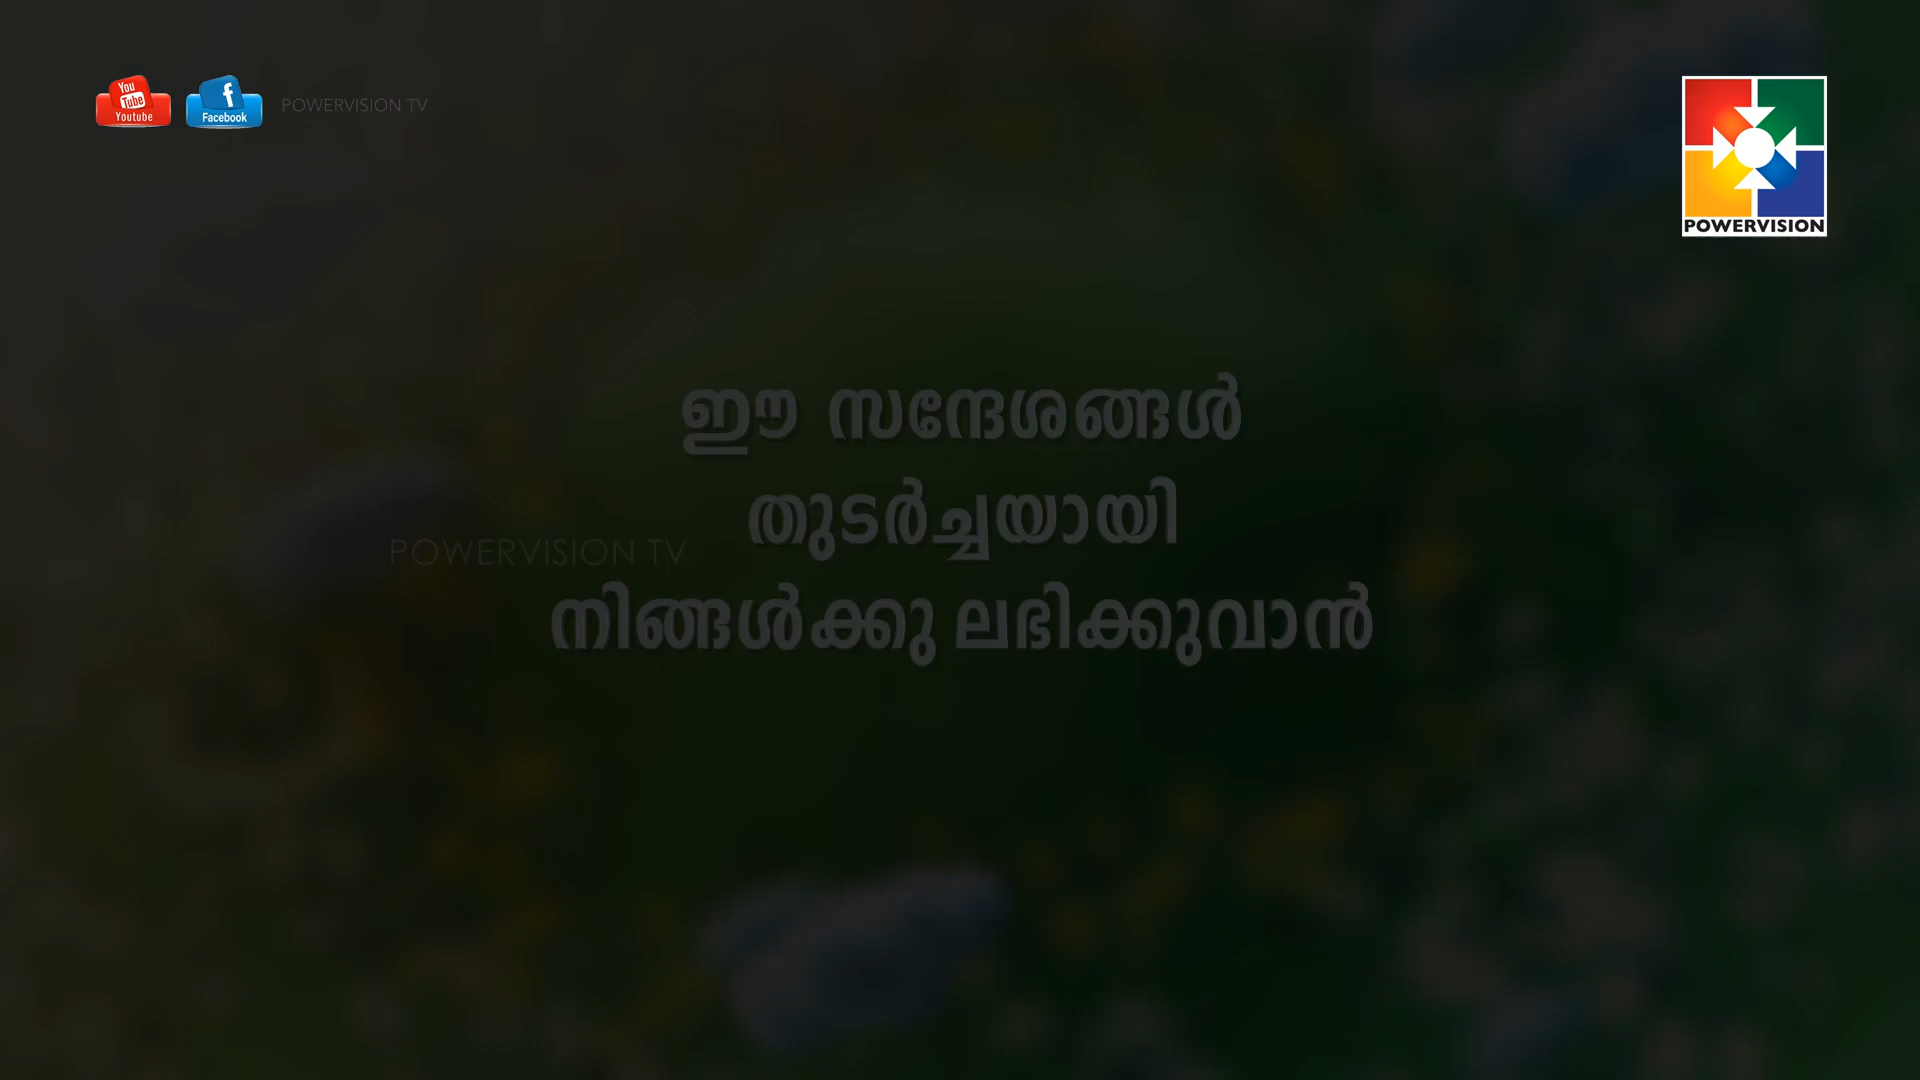 You
Tube
Youtube
f
Facebook
POWERVISION TV
POWERVISION
ഈ സന്ദേശങ്ങൾ
തുടർച്ചയായി
POWERVISION TV
നിങ്ങൾക്കു ലഭിക്കുവാൻ